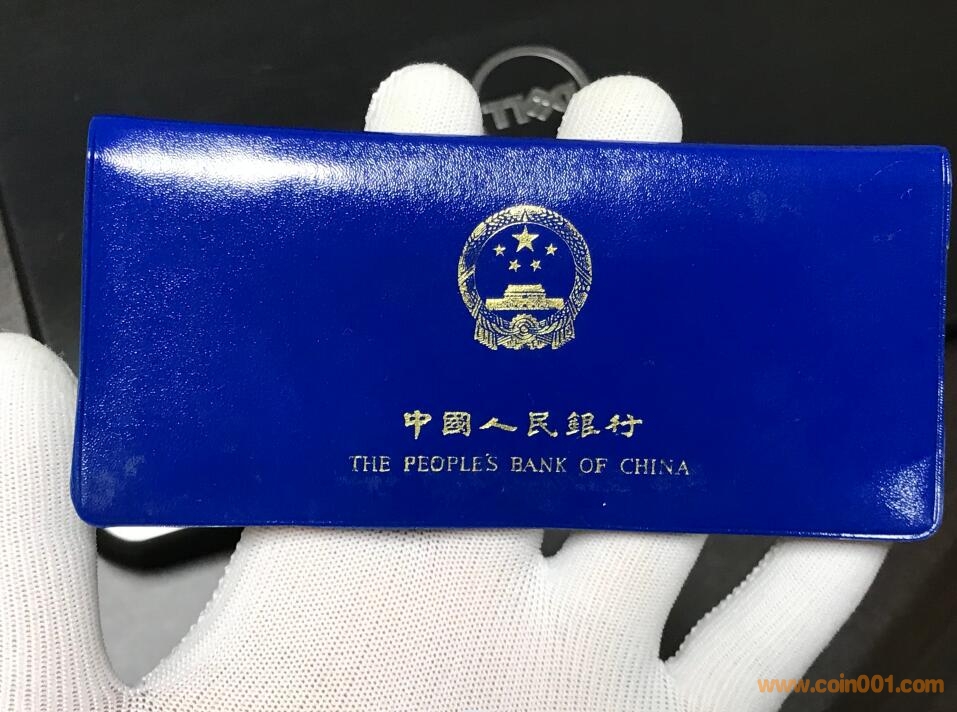 中國人民銀行
THE PEOPLE'S BANK OF CHINA
www.coin001.com